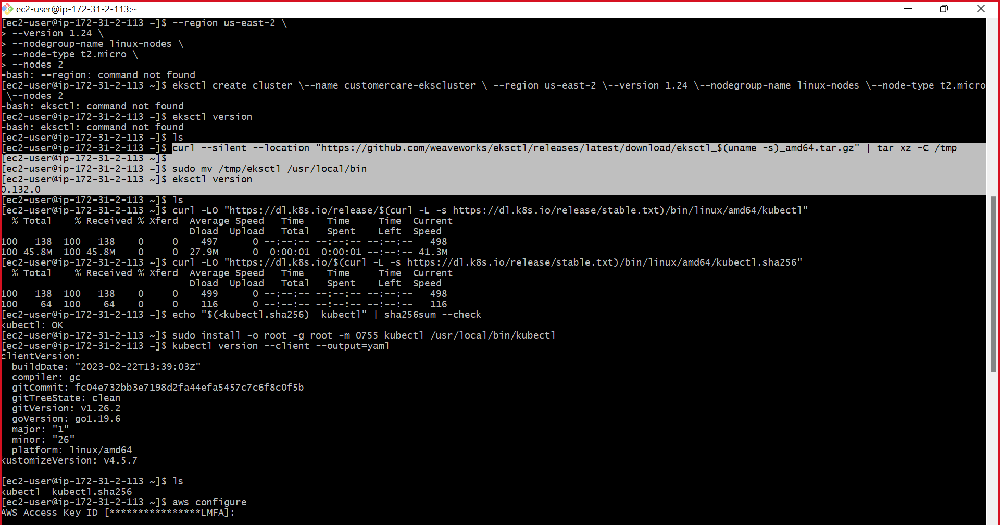 ec2-user@ip-172-31-2-113:~
[ec2-user@ip-172-31-2-113 ~]$ --region us-east-2 \
> --version 1.24 \
> --nodegroup-name linux-nodes \
> --node-type t2.micro \
> --nodes 2
-bash: --region: command not found
[ec2-user@ip-172-31-2-113 ~]$ eksctl create cluster \--name customercare-ekscluster \ --region us-east-2 \--version 1.24 \--nodegroup-name linux-nodes \--node-type t2.micro
 \--nodes 2
-bash: eksctl: command not found
[ec2-user@ip-172-31-2-113 ~]$ eksctl version
-bash: eksctl: command not found
[ec2-user@ip-172-31-2-113 ~]$ ls
[ec2-user@ip-172-31-2-113 ~]$ curl --silent --location "https://github.com/weaveworks/eksctl/releases/latest/download/eksctl_$(uname -s)_amd64.tar.gz" | tar xz -C /tmp
[ec2-user@ip-172-31-2-113 ~]$
[ec2-user@ip-172-31-2-113 ~]$ sudo mv /tmp/eksctl /usr/local/bin
[ec2-user@ip-172-31-2-113 ~]$ eksctl version
0.132.0
[ec2-user@ip-172-31-2-113 ~]$ ls
[ec2-user@ip-172-31-2-113 ~]$ curl -LO "https://dl.k8s.io/release/$(curl -L -s https://dl.k8s.io/release/stable.txt)/bin/linux/amd64/kubectl"
  % Total    % Received % Xferd  Average Speed   Time    Time     Time  Current
                                 Dload  Upload   Total   Spent    Left  Speed
100   138  100   138    0     0    497      0 --:--:-- --:--:-- --:--:--   498
100 45.8M  100 45.8M    0     0  27.9M      0  0:00:01  0:00:01 --:--:-- 41.3M
[ec2-user@ip-172-31-2-113 ~]$ curl -LO "https://dl.k8s.io/$(curl -L -s https://dl.k8s.io/release/stable.txt)/bin/linux/amd64/kubectl.sha256"
  % Total    % Received % Xferd  Average Speed   Time    Time     Time  Current
                                 Dload  Upload   Total   Spent    Left  Speed
100   138  100   138    0     0    499      0 --:--:-- --:--:-- --:--:--   498
100    64  100    64    0     0    116      0 --:--:-- --:--:-- --:--:--   116
[ec2-user@ip-172-31-2-113 ~]$ echo "$(<kubectl.sha256)  kubectl" | sha256sum --check
kubectl: OK
[ec2-user@ip-172-31-2-113 ~]$ sudo install -o root -g root -m 0755 kubectl /usr/local/bin/kubectl
[ec2-user@ip-172-31-2-113 ~]$ kubectl version --client --output=yaml
clientVersion:
  buildDate: "2023-02-22T13:39:03Z"
  compiler: gc
  gitCommit: fc04e732bb3e7198d2fa44efa5457c7c6f8c0f5b
  gitTreeState: clean
  gitVersion: v1.26.2
  goVersion: go1.19.6
  major: "1"
  minor: "26"
  platform: linux/amd64
kustomizeVersion: v4.5.7
[ec2-user@ip-172-31-2-113 ~]$ ls
kubectl  kubectl.sha256
[ec2-user@ip-172-31-2-113 ~]$ aws configure
AWS Access Key ID [****************LMFA]: